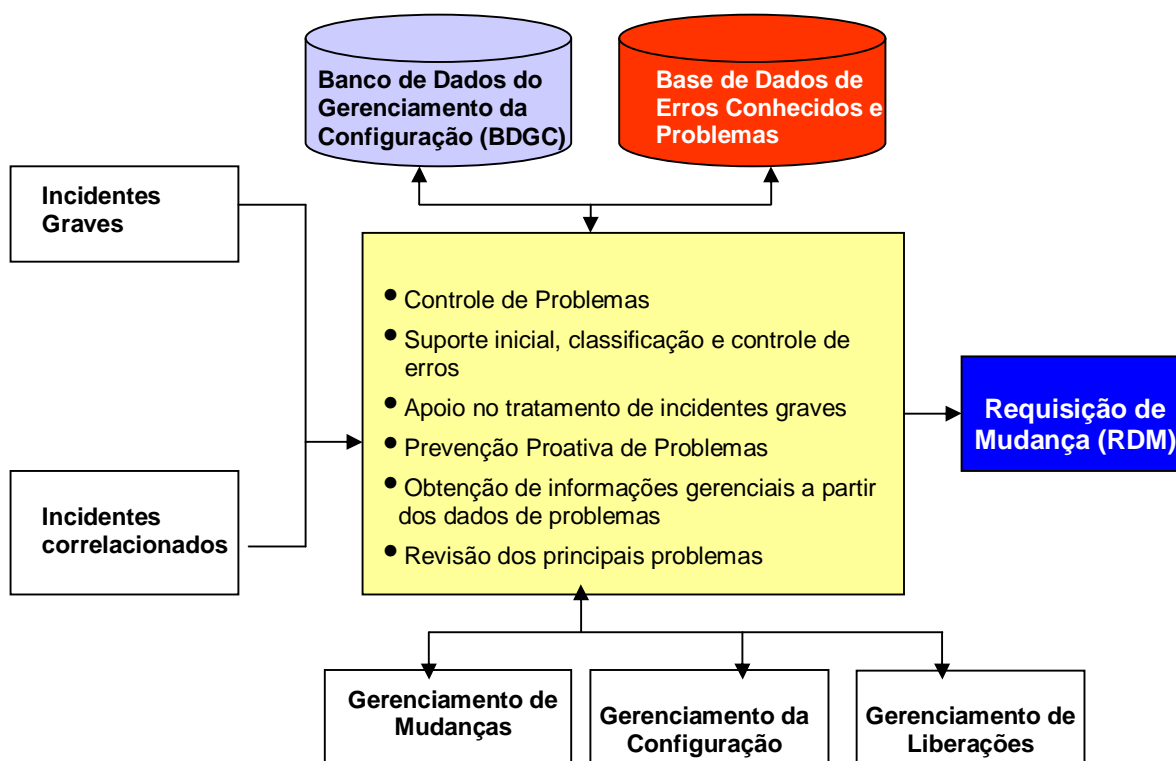 Banco de Dados do
Gerenciamento da
Configuração (BDGC)
Base de Dados de
Erros Conhecidos e
Problemas
Incidentes
Graves
Incidentes
correlacionados
• Controle de Problemas
• Suporte inicial, classificação e controle de
erros
• Apoio no tratamento de incidentes graves
• Prevenção Proativa de Problemas
• Obtenção de informações gerenciais a partir
dos dados de problemas
• Revisão dos principais problemas
Requisição de
Mudança (RDM)
Gerenciamento de
Mudanças
Gerenciamento da
Configuração
Gerenciamento de
Liberações